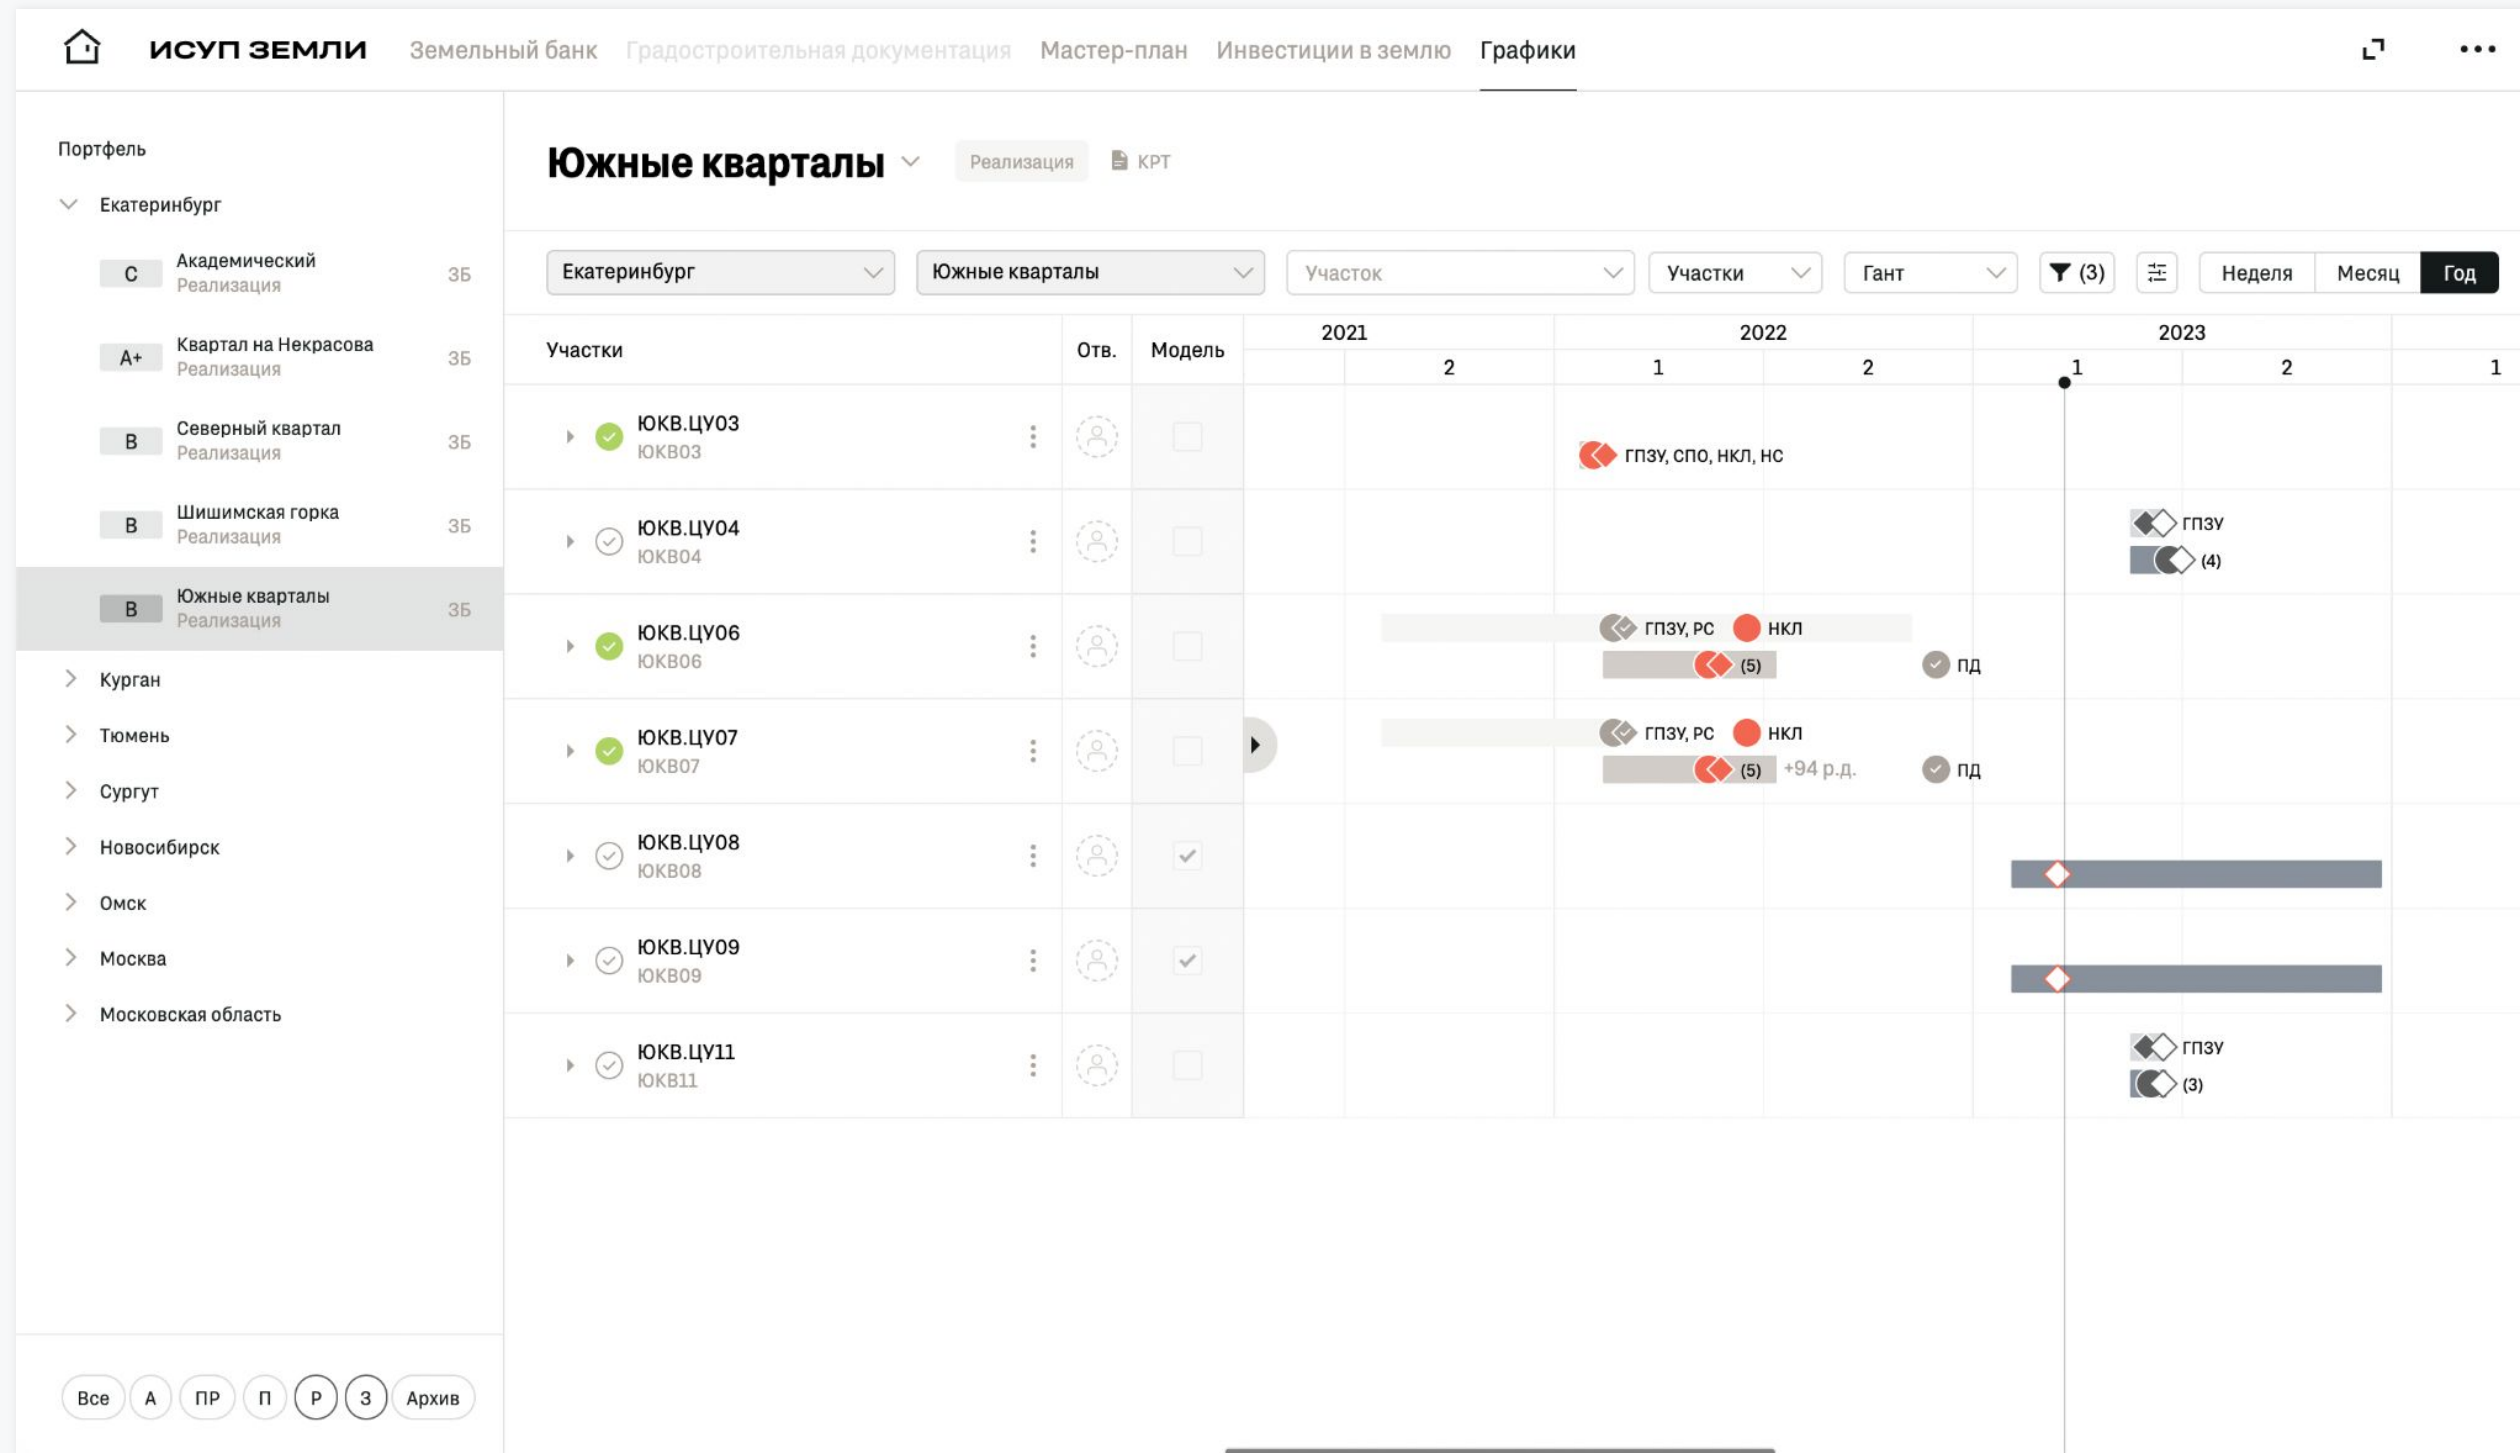 ИСУП ЗЕМЛИ Земельный банк Градостроительная документация Мастер-план Инвестиции в землю Графики
Портфель
Екатеринбург
С Академический ЗБ
Реализация
А+ Квартал на Некрасова ЗБ
Реализация
В Северный квартал ЗБ
Реализация
В Шишимская горка ЗБ
Реализация
В Южные кварталы ЗБ
Реализация
Курган
Тюмень
Сургут
Новосибирск
Омск
Москва
Московская область
Все А ПР П Р З Архив
Южные кварталы Реализация КРТ
Екатеринбург Южные кварталы Участок Участки Гант (3) Неделя Месяц Год
Участки Отв. Модель
2021 2022 2023
2 1 2 1 2 1
ЮКВ.ЦУ03
ЮКВ03
ГПЗУ, СПО, НКЛ, НС
ЮКВ.ЦУ04
ЮКВ04
ГПЗУ
(4)
ЮКВ.ЦУ06
ЮКВ06
ГПЗУ, РС НКЛ
(5) ПД
ЮКВ.ЦУ07
ЮКВ07
ГПЗУ, РС НКЛ
(5) +94 р.д. ПД
ЮКВ.ЦУ08
ЮКВ08
ЮКВ.ЦУ09
ЮКВ09
ЮКВ.ЦУ11
ЮКВ11
ГПЗУ
(3)